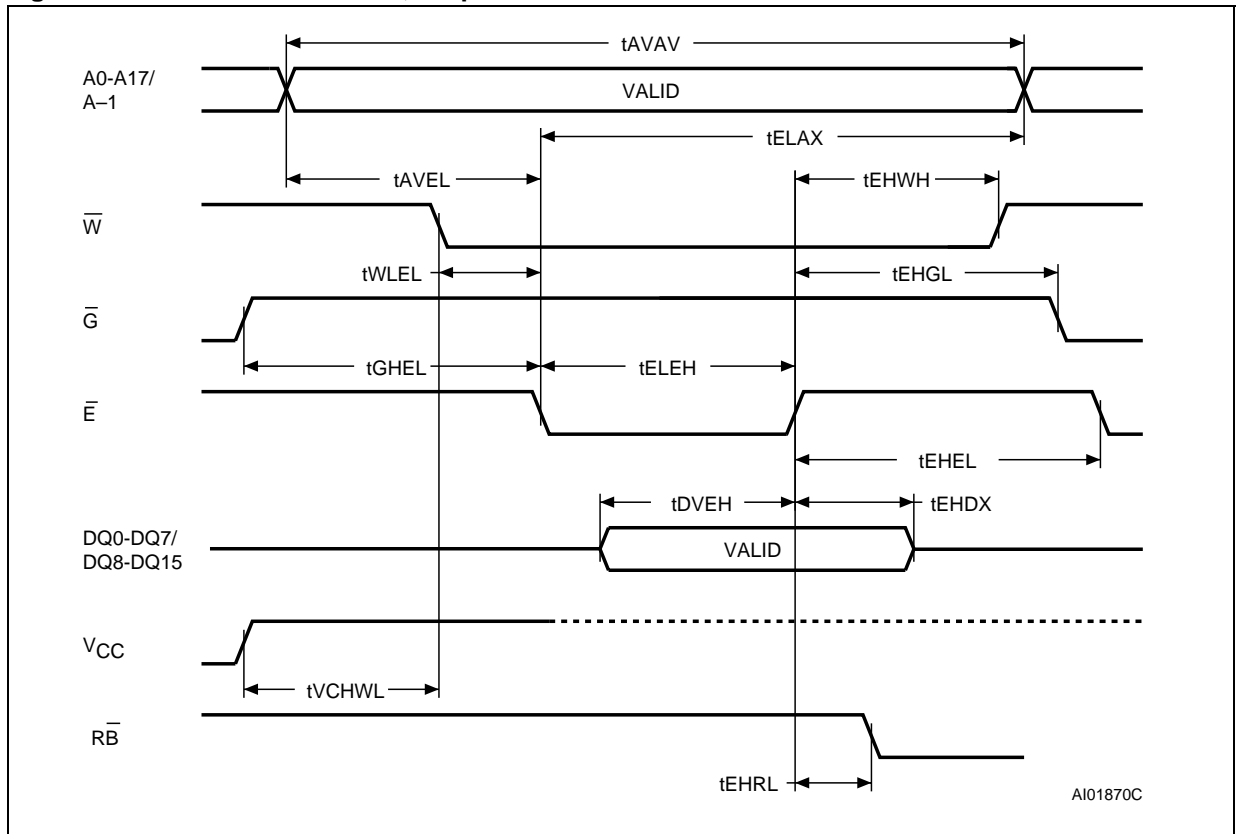 tAVAV
A0-A17/
A–1
VALID
tELAX
tAVEL
tEHWH
W̅
tWLEL
tEHGL
G̅
tGHEL
tELEH
E̅
tEHEL
tDVEH
tEHDX
DQ0-DQ7/
DQ8-DQ15
VALID
VCC
tVCHWL
RB̅
tEHRL
AI01870C